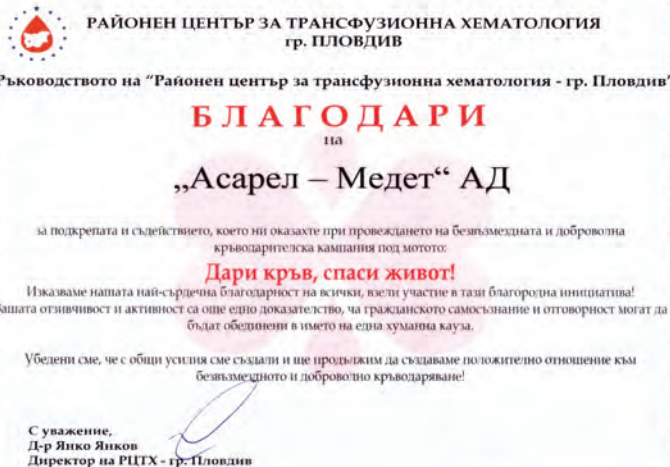 РАЙОНЕН ЦЕНТЪР ЗА ТРАНСФУЗИОННА ХЕМАТОЛОГИЯ
гр. ПЛОВДИВ
Ръководството на “Районен център за трансфузионна хематология - гр. Пловдив”
БЛАГОДАРИ
на
„Асарел – Медет“ АД
за подкрепата и съдействието, което ни оказахте при провеждането на безвъзмездната и доброволна
кръводарителска кампания под мотото:
Дари кръв, спаси живот!
Изказваме нашата най-сърдечна благодарност на всички, взели участие в тази благородна инициатива!
Вашата отзивчивост и активност са още едно доказателство, ча гражданското самосъзнание и отговорност могат да
бъдат обединени в името на една хуманна кауза.
Убедени сме, че с общи усилия сме създали и ще продължим да създаваме положително отношение към
безвъзмездното и доброволно кръводаряване!
С уважение,
Д-р Янко Янков
Директор на РЦТХ - гр. Пловдив